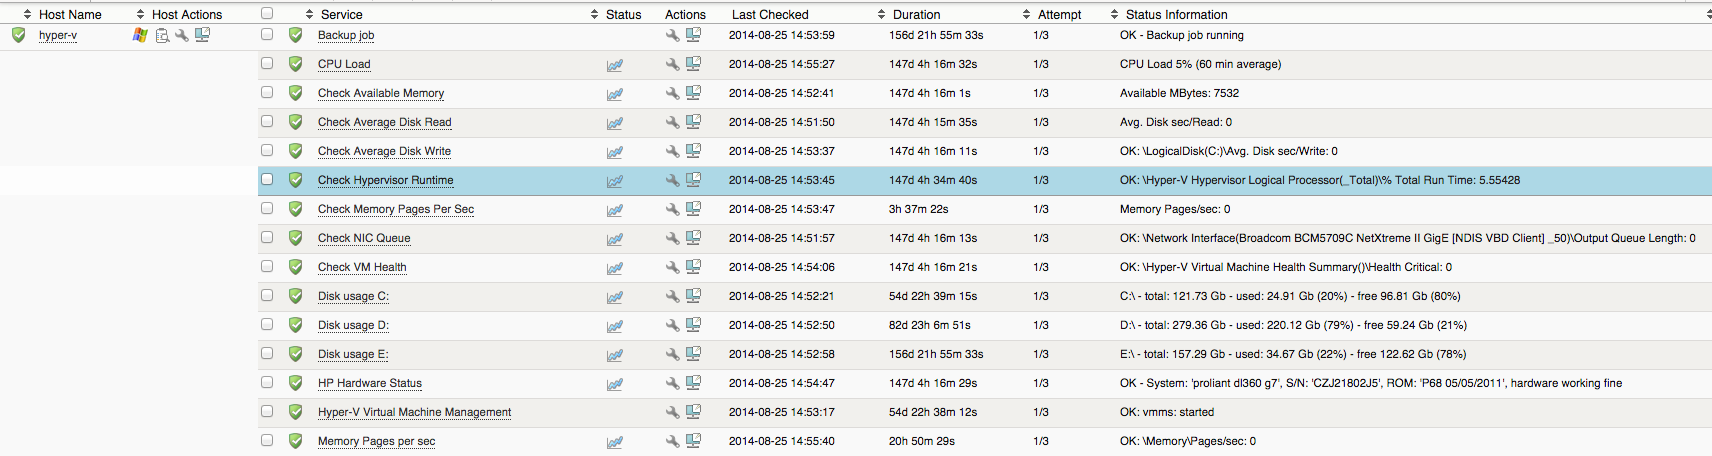 Host Name Host Actions Service Status Actions Last Checked Duration Attempt Status Information
hyper-v Backup job 2014-08-25 14:53:59 156d 21h 55m 33s 1/3 OK - Backup job running
CPU Load 2014-08-25 14:55:27 147d 4h 16m 32s 1/3 CPU Load 5% (60 min average)
Check Available Memory 2014-08-25 14:52:41 147d 4h 16m 1s 1/3 Available MBytes: 7532
Check Average Disk Read 2014-08-25 14:51:50 147d 4h 15m 35s 1/3 Avg. Disk sec/Read: 0
Check Average Disk Write 2014-08-25 14:53:37 147d 4h 16m 11s 1/3 OK: \LogicalDisk(C:)\Avg. Disk sec/Write: 0
Check Hypervisor Runtime 2014-08-25 14:53:45 147d 4h 34m 40s 1/3 OK: \Hyper-V Hypervisor Logical Processor(_Total)\% Total Run Time: 5.55428
Check Memory Pages Per Sec 2014-08-25 14:53:47 3h 37m 22s 1/3 Memory Pages/sec: 0
Check NIC Queue 2014-08-25 14:51:57 147d 4h 16m 13s 1/3 OK: \Network Interface(Broadcom BCM5709C NetXtreme II GigE [NDIS VBD Client] _50)\Output Queue Length: 0
Check VM Health 2014-08-25 14:54:06 147d 4h 16m 21s 1/3 OK: \Hyper-V Virtual Machine Health Summary()\Health Critical: 0
Disk usage C: 2014-08-25 14:52:21 54d 22h 39m 15s 1/3 C:\ - total: 121.73 Gb - used: 24.91 Gb (20%) - free 96.81 Gb (80%)
Disk usage D: 2014-08-25 14:52:50 82d 23h 6m 51s 1/3 D:\ - total: 279.36 Gb - used: 220.12 Gb (79%) - free 59.24 Gb (21%)
Disk usage E: 2014-08-25 14:52:58 156d 21h 55m 33s 1/3 E:\ - total: 157.29 Gb - used: 34.67 Gb (22%) - free 122.62 Gb (78%)
HP Hardware Status 2014-08-25 14:54:47 147d 4h 16m 29s 1/3 OK - System: 'proliant dl360 g7', S/N: 'CZJ21802J5', ROM: 'P68 05/05/2011', hardware working fine
Hyper-V Virtual Machine Management 2014-08-25 14:53:17 54d 22h 38m 12s 1/3 OK: vmms: started
Memory Pages per sec 2014-08-25 14:55:40 20h 50m 29s 1/3 OK: \Memory\Pages/sec: 0